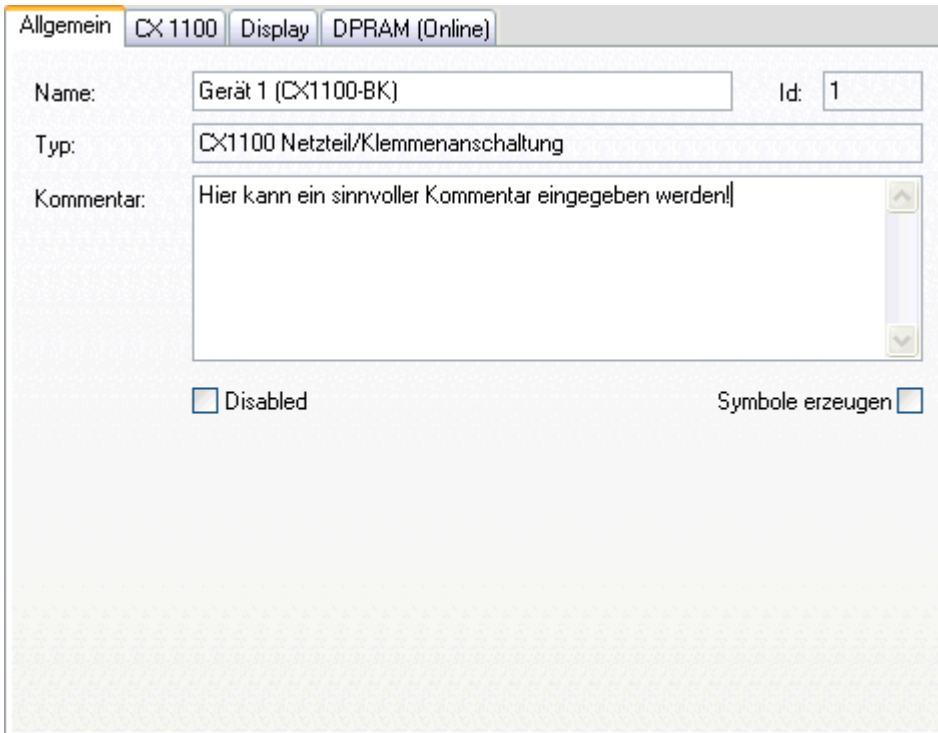 Allgemein CX 1100 Display DPRAM (Online)
Name: Gerät 1 (CX1100-BK) Id: 1
Typ: CX1100 Netzteil/Klemmenanschaltung
Kommentar: Hier kann ein sinnvoller Kommentar eingegeben werden!
Disabled Symbole erzeugen